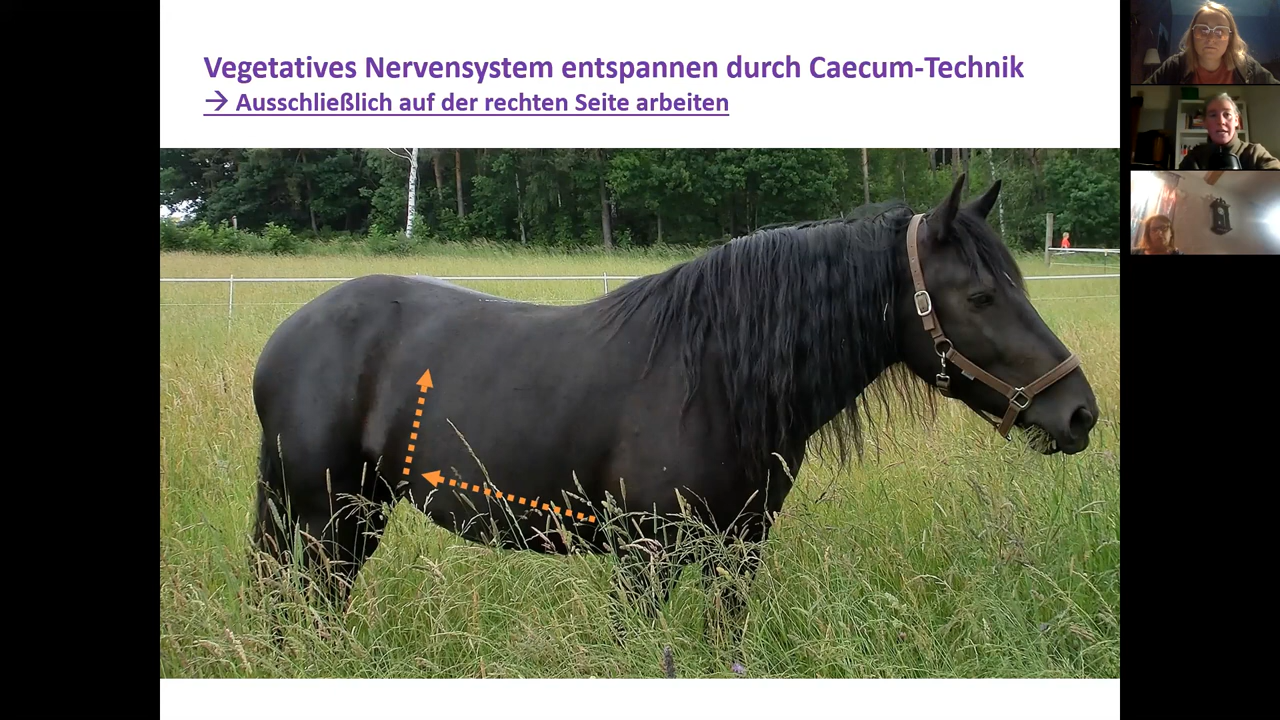 Vegetatives Nervensystem entspannen durch Caecum-Technik
→ Ausschließlich auf der rechten Seite arbeiten